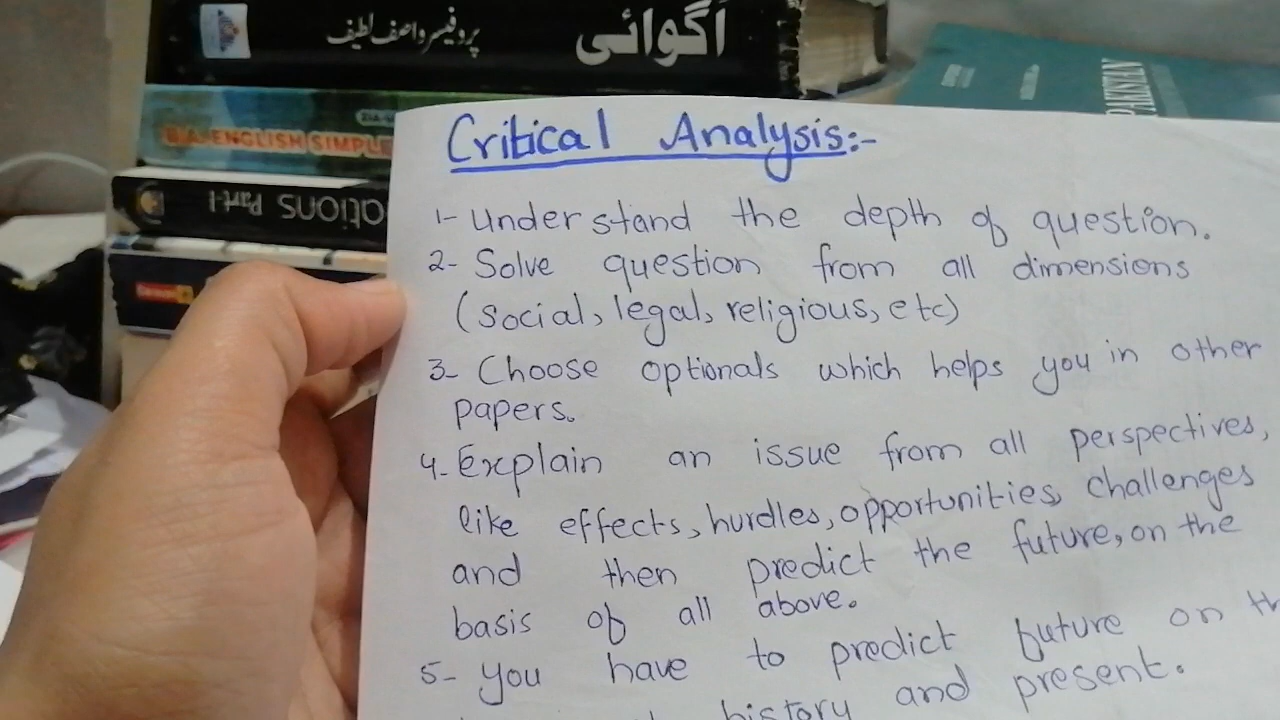 اگوائی
پروفیسر واصف لطیف
B.A. ENGLISH SIMPLE
ations Part-I
PAKISTAN
Critical Analysis:-
1- Understand the depth of question.
2- Solve question from all dimensions
(social, legal, religious, etc)
3- Choose optionals which helps you in other
papers.
4- Explain an issue from all perspectives,
like effects, hurdles, opportunities, challenges
and then predict the future, on the
basis of all above.
5- You have to predict future on th
history and present.